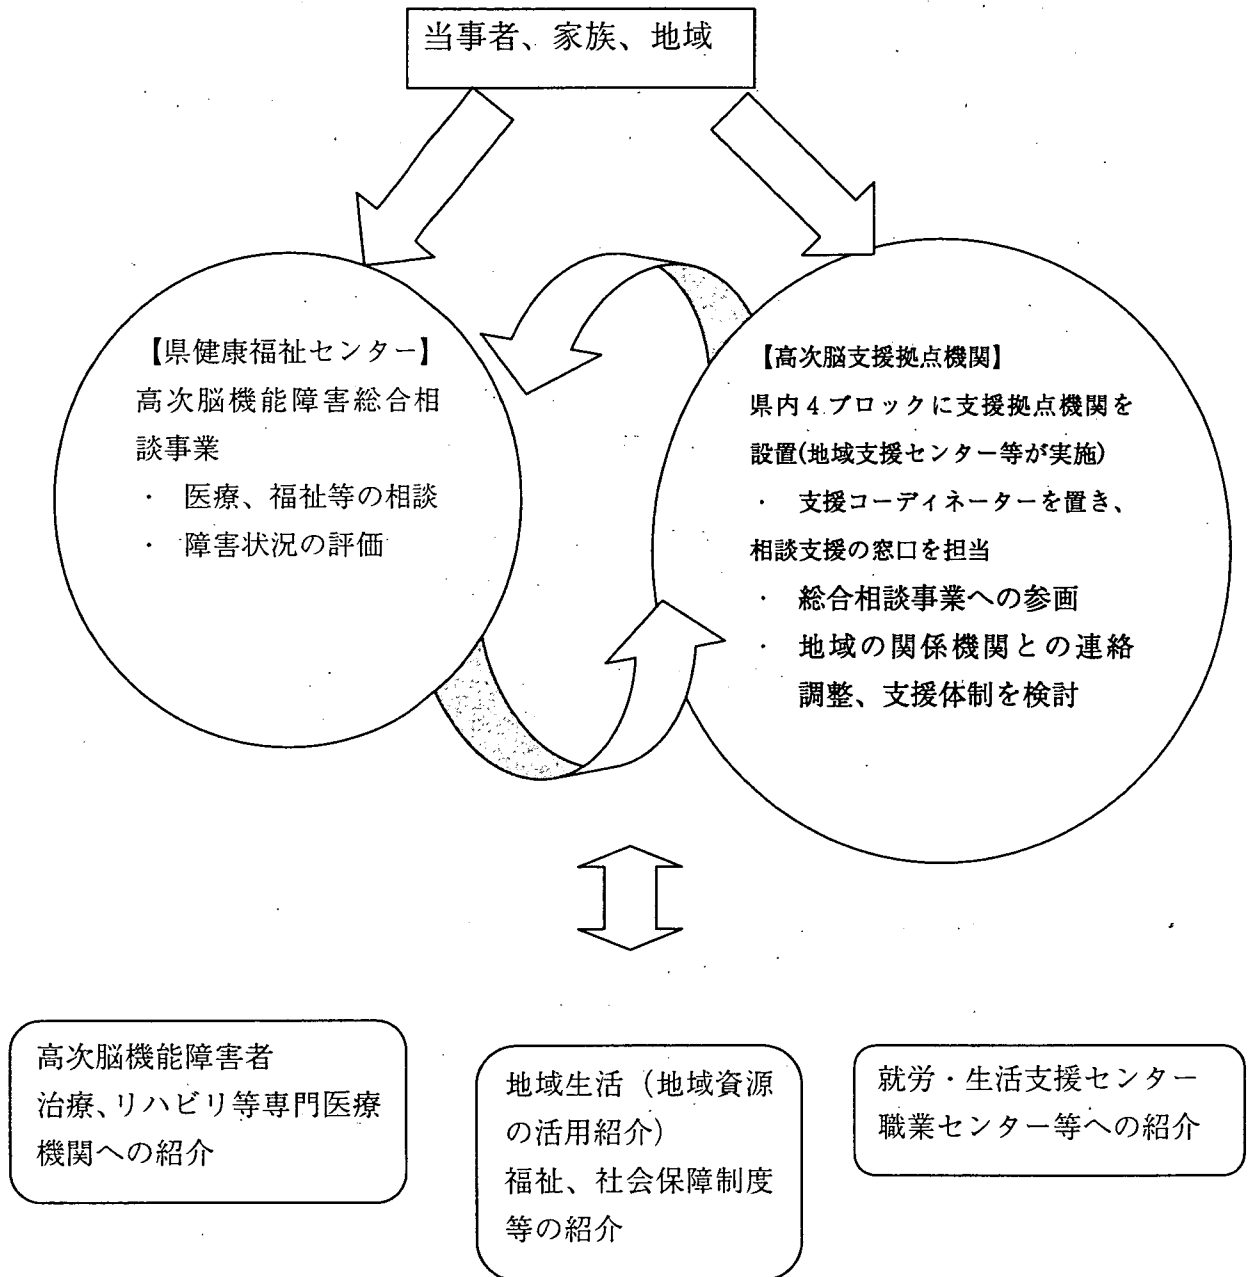 当事者、家族、地域
【県健康福祉センター】
高次脳機能障害総合相
談事業
・ 医療、福祉等の相談
・ 障害状況の評価
【高次脳支援拠点機関】
県内4ブロックに支援拠点機関を
設置(地域支援センター等が実施)
・ 支援コーディネーターを置き、
相談支援の窓口を担当
・ 総合相談事業への参画
・ 地域の関係機関との連絡
調整、支援体制を検討
高次脳機能障害者
治療、リハビリ等専門医療
機関への紹介
地域生活（地域資源
の活用紹介）
福祉、社会保障制度
等の紹介
就労・生活支援センター
職業センター等への紹介